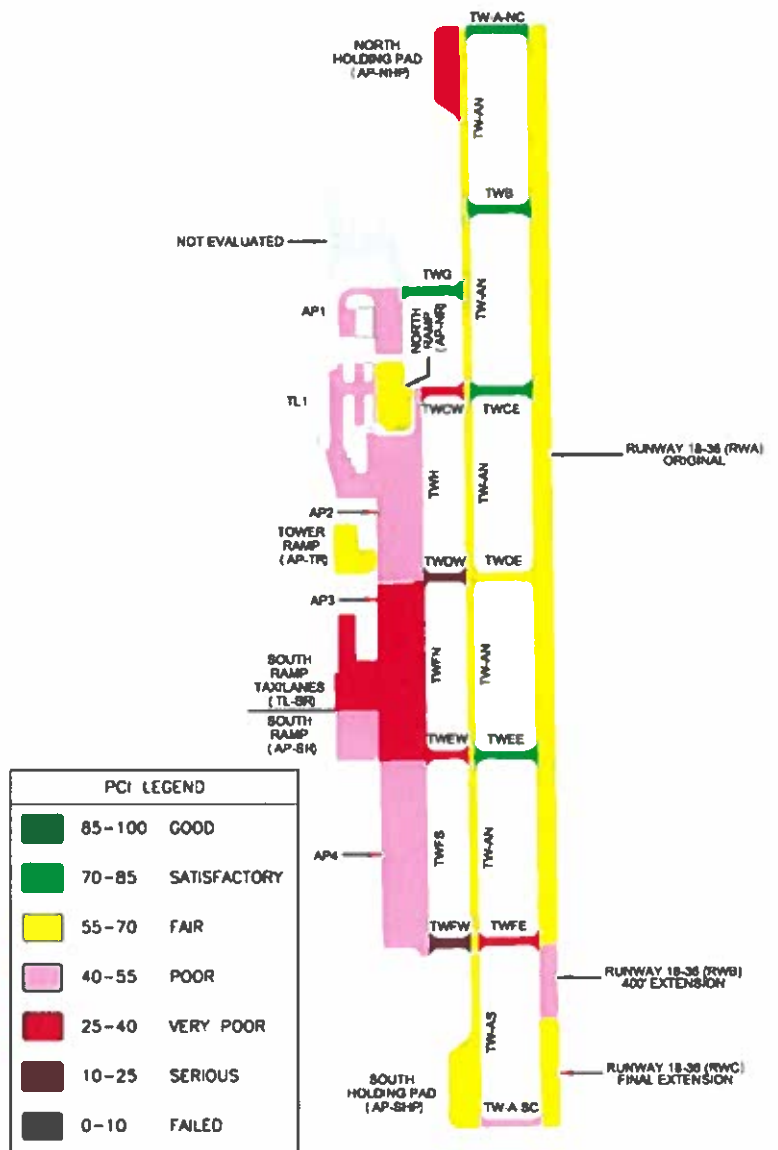 TW-A-NC
NORTH
HOLDING PAD
(AP-NHP)
TW-AN
TWB
NOT EVALUATED
TWG
AP1
NORTH
RAMP
(AP-NR)
TW-AN
TL1
TWCW
TWCE
RUNWAY 18-36 (RWA)
ORIGINAL
TWH
TW-AN
AP2
TOWER
RAMP
(AP-TR)
TWDW
TWDE
AP3
TWFN
TW-AN
SOUTH
RAMP
TAXILANES
(TL-SR)
SOUTH
RAMP
(AP-SR)
TWEW
TWEE
PCI LEGEND
85-100 GOOD
70-85 SATISFACTORY
55-70 FAIR
40-55 POOR
25-40 VERY POOR
10-25 SERIOUS
0-10 FAILED
AP4
TWFS
TW-AN
TWFW
TWFE
RUNWAY 18-36 (RWB)
400' EXTENSION
TW-AS
RUNWAY 18-36 (RWC)
FINAL EXTENSION
SOUTH
HOLDING PAD
(AP-SHP)
TW-A-SC